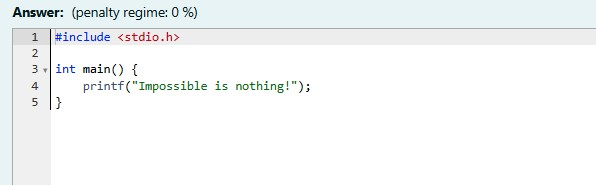 Answer: (penalty regime: 0 %)
1 #include <stdio.h>
2
3 int main() {
4     printf("Impossible is nothing!");
5 }